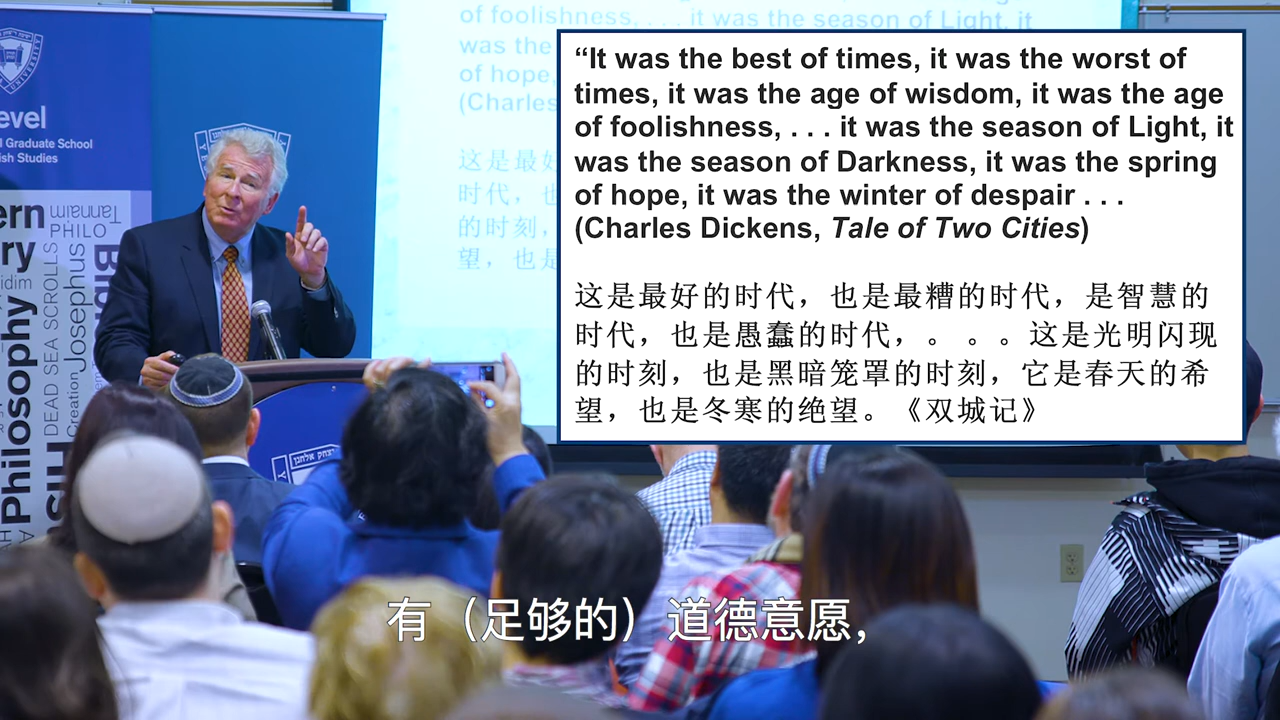 evel
l Graduate School
ish Studies
ern
ry
Philosophy
Tannaim
PHILO
DEAD SEA SCROLLS
Creation
Josephus
of foolishness, . . . it was the season of Light, it
was the
of hope,
(Charles
这是最好
时代，也
的时刻，
望，也是
“It was the best of times, it was the worst of
times, it was the age of wisdom, it was the age
of foolishness, . . . it was the season of Light, it
was the season of Darkness, it was the spring
of hope, it was the winter of despair . . .
(Charles Dickens, Tale of Two Cities)
这是最好的时代，也是最糟的时代，是智慧的
时代，也是愚蠢的时代，。。。这是光明闪现
的时刻，也是黑暗笼罩的时刻，它是春天的希
望，也是冬寒的绝望。《双城记》
有（足够的）道德意愿，